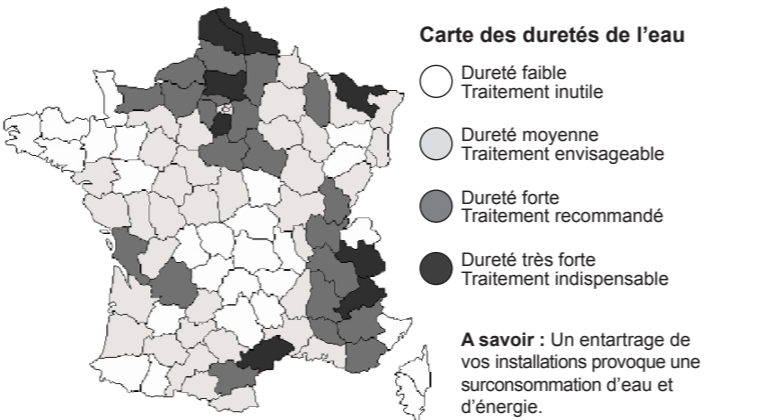 Carte des duretés de l’eau
Dureté faible
Traitement inutile
Dureté moyenne
Traitement envisageable
Dureté forte
Traitement recommandé
Dureté très forte
Traitement indispensable
A savoir : Un entartrage de
vos installations provoque une
surconsommation d’eau et
d’énergie.